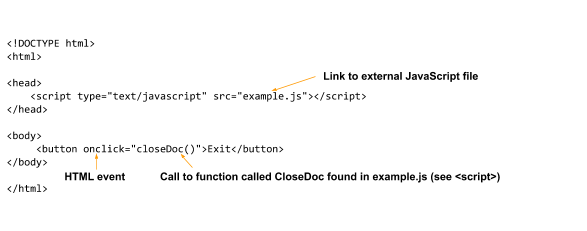 <!DOCTYPE html>
<html>
Link to external JavaScript file
<head>
<script type="text/javascript" src="example.js"></script>
</head>
<body>
<button onclick="closeDoc()">Exit</button>
</body>
HTML event
Call to function called CloseDoc found in example.js (see <script>)
</html>